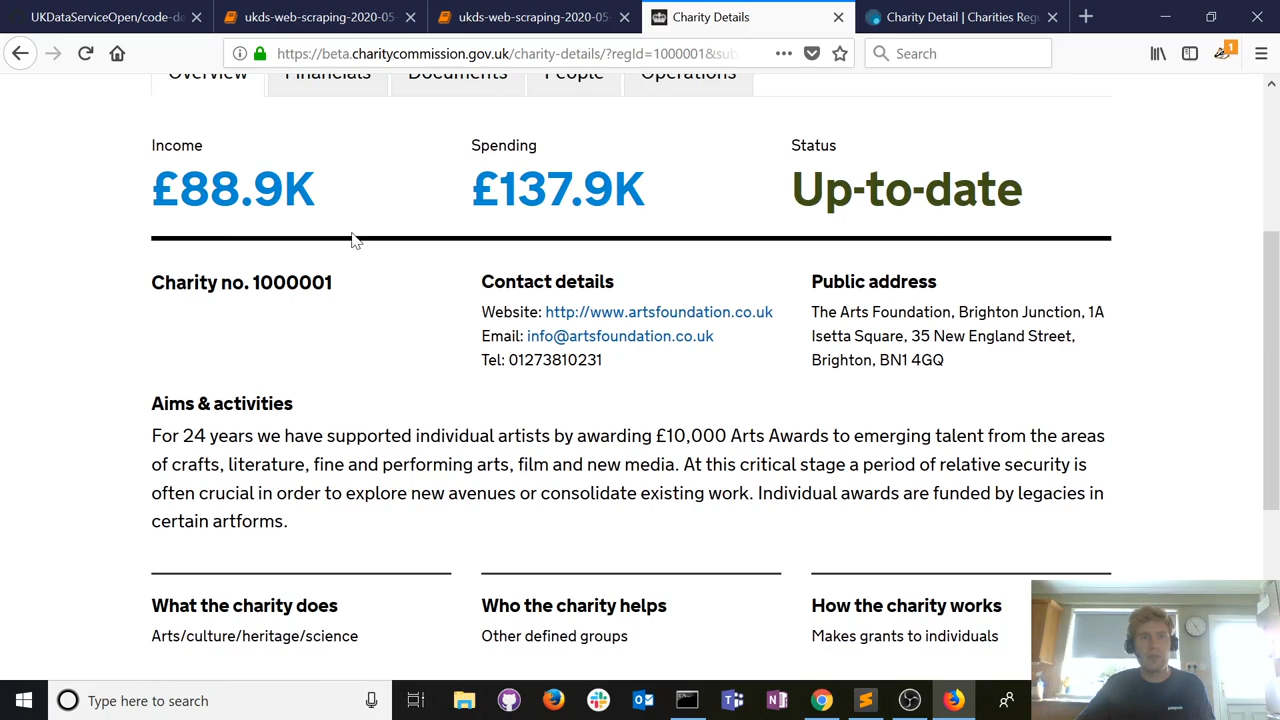 UKDataServiceOpen/code-de
ukds-web-scraping-2020-05-
ukds-web-scraping-2020-05-
Charity Details
Charity Detail | Charities Regu
https://beta.charitycommission.gov.uk/charity-details/?regId=1000001&sub
Search
1
Overview
Financials
Documents
People
Operations
Income
Spending
Status
£88.9K
£137.9K
Up-to-date
Charity no. 1000001
Contact details
Website: http://www.artsfoundation.co.uk
Email: info@artsfoundation.co.uk
Tel: 01273810231
Public address
The Arts Foundation, Brighton Junction, 1A
Isetta Square, 35 New England Street,
Brighton, BN1 4GQ
Aims & activities
For 24 years we have supported individual artists by awarding £10,000 Arts Awards to emerging talent from the areas
of crafts, literature, fine and performing arts, film and new media. At this critical stage a period of relative security is
often crucial in order to explore new avenues or consolidate existing work. Individual awards are funded by legacies in
certain artforms.
What the charity does
Arts/culture/heritage/science
Who the charity helps
Other defined groups
How the charity works
Makes grants to individuals
Type here to search